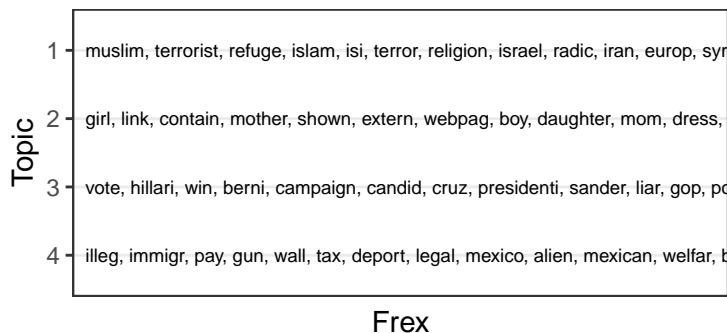 1 muslim, terrorist, refuge, islam, isi, terror, religion, israel, radic, iran, europ, syr
Topic
2 girl, link, contain, mother, shown, extern, webpag, boy, daughter, mom, dress,
3 vote, hillari, win, berni, campaign, candid, cruz, presidenti, sander, liar, gop, po
4 illeg, immigr, pay, gun, wall, tax, deport, legal, mexico, alien, mexican, welfar, b
Frex